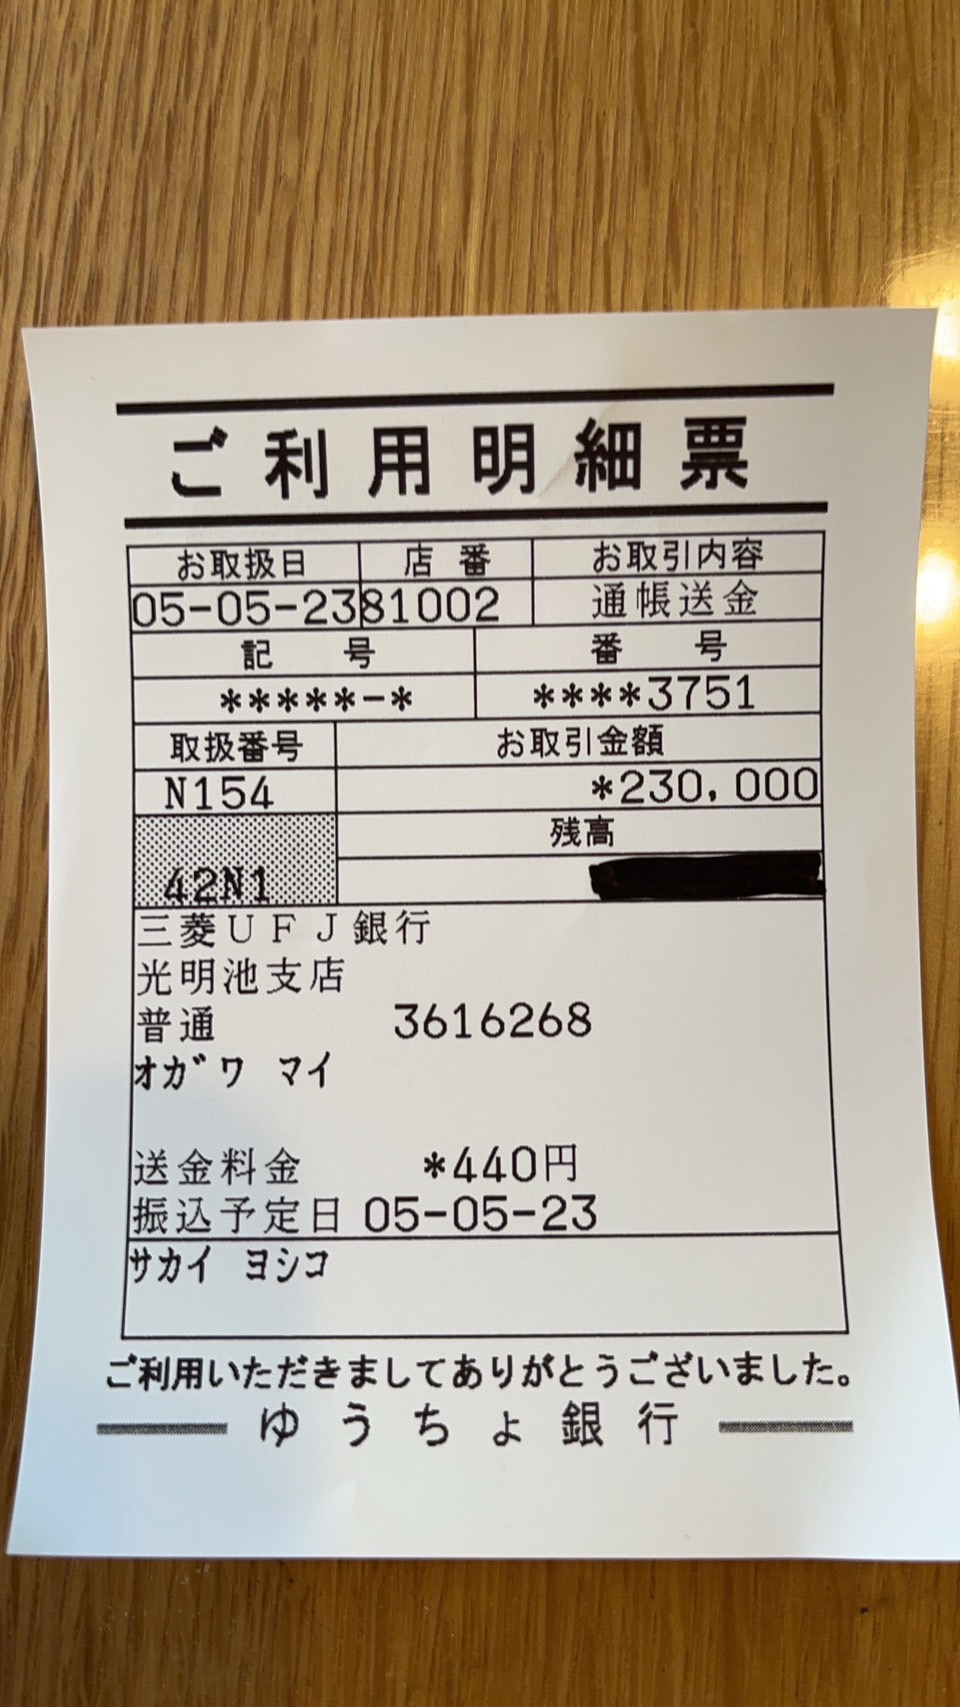 ご利用明細票
お取扱日 店番 お取引内容
05-05-23 81002 通帳送金
記号 番号
*****-* ****3751
取扱番号 お取引金額
N154 *230,000
残高
42N1
三菱UFJ銀行
光明池支店
普通 3616268
オガワ マイ
送金料金 *440円
振込予定日 05-05-23
サカイ ヨシコ
ご利用いただきましてありがとうございました。
ゆうちょ銀行